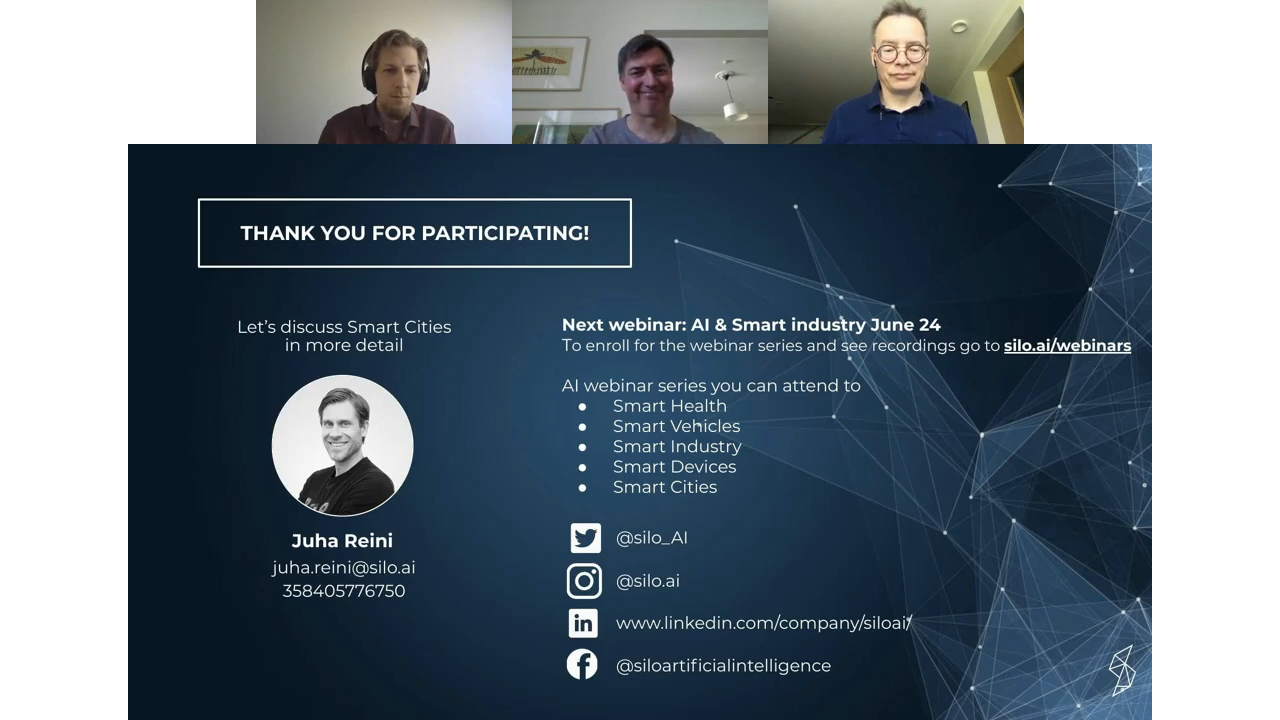 THANK YOU FOR PARTICIPATING!
Let's discuss Smart Cities
in more detail
Juha Reini
juha.reini@silo.ai
358405776750
Next webinar: AI & Smart industry June 24
To enroll for the webinar series and see recordings go to silo.ai/webinars
AI webinar series you can attend to
● Smart Health
● Smart Vehicles
● Smart Industry
● Smart Devices
● Smart Cities
@silo_AI
@silo.ai
www.linkedin.com/company/siloai/
@siloartificialintelligence